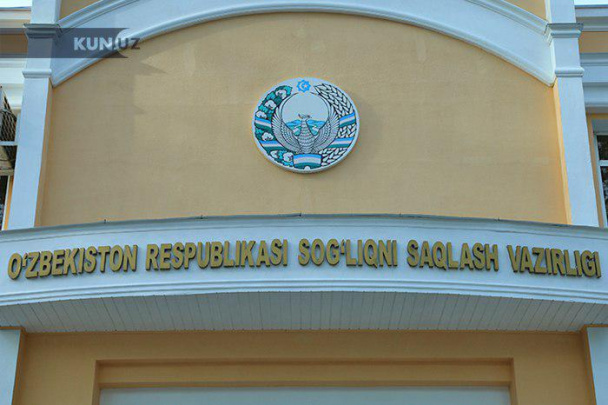 KUN.UZ
O‘ZBEKISTON RESPUBLIKASI SOG‘LIQNI SAQLASH VAZIRLIGI